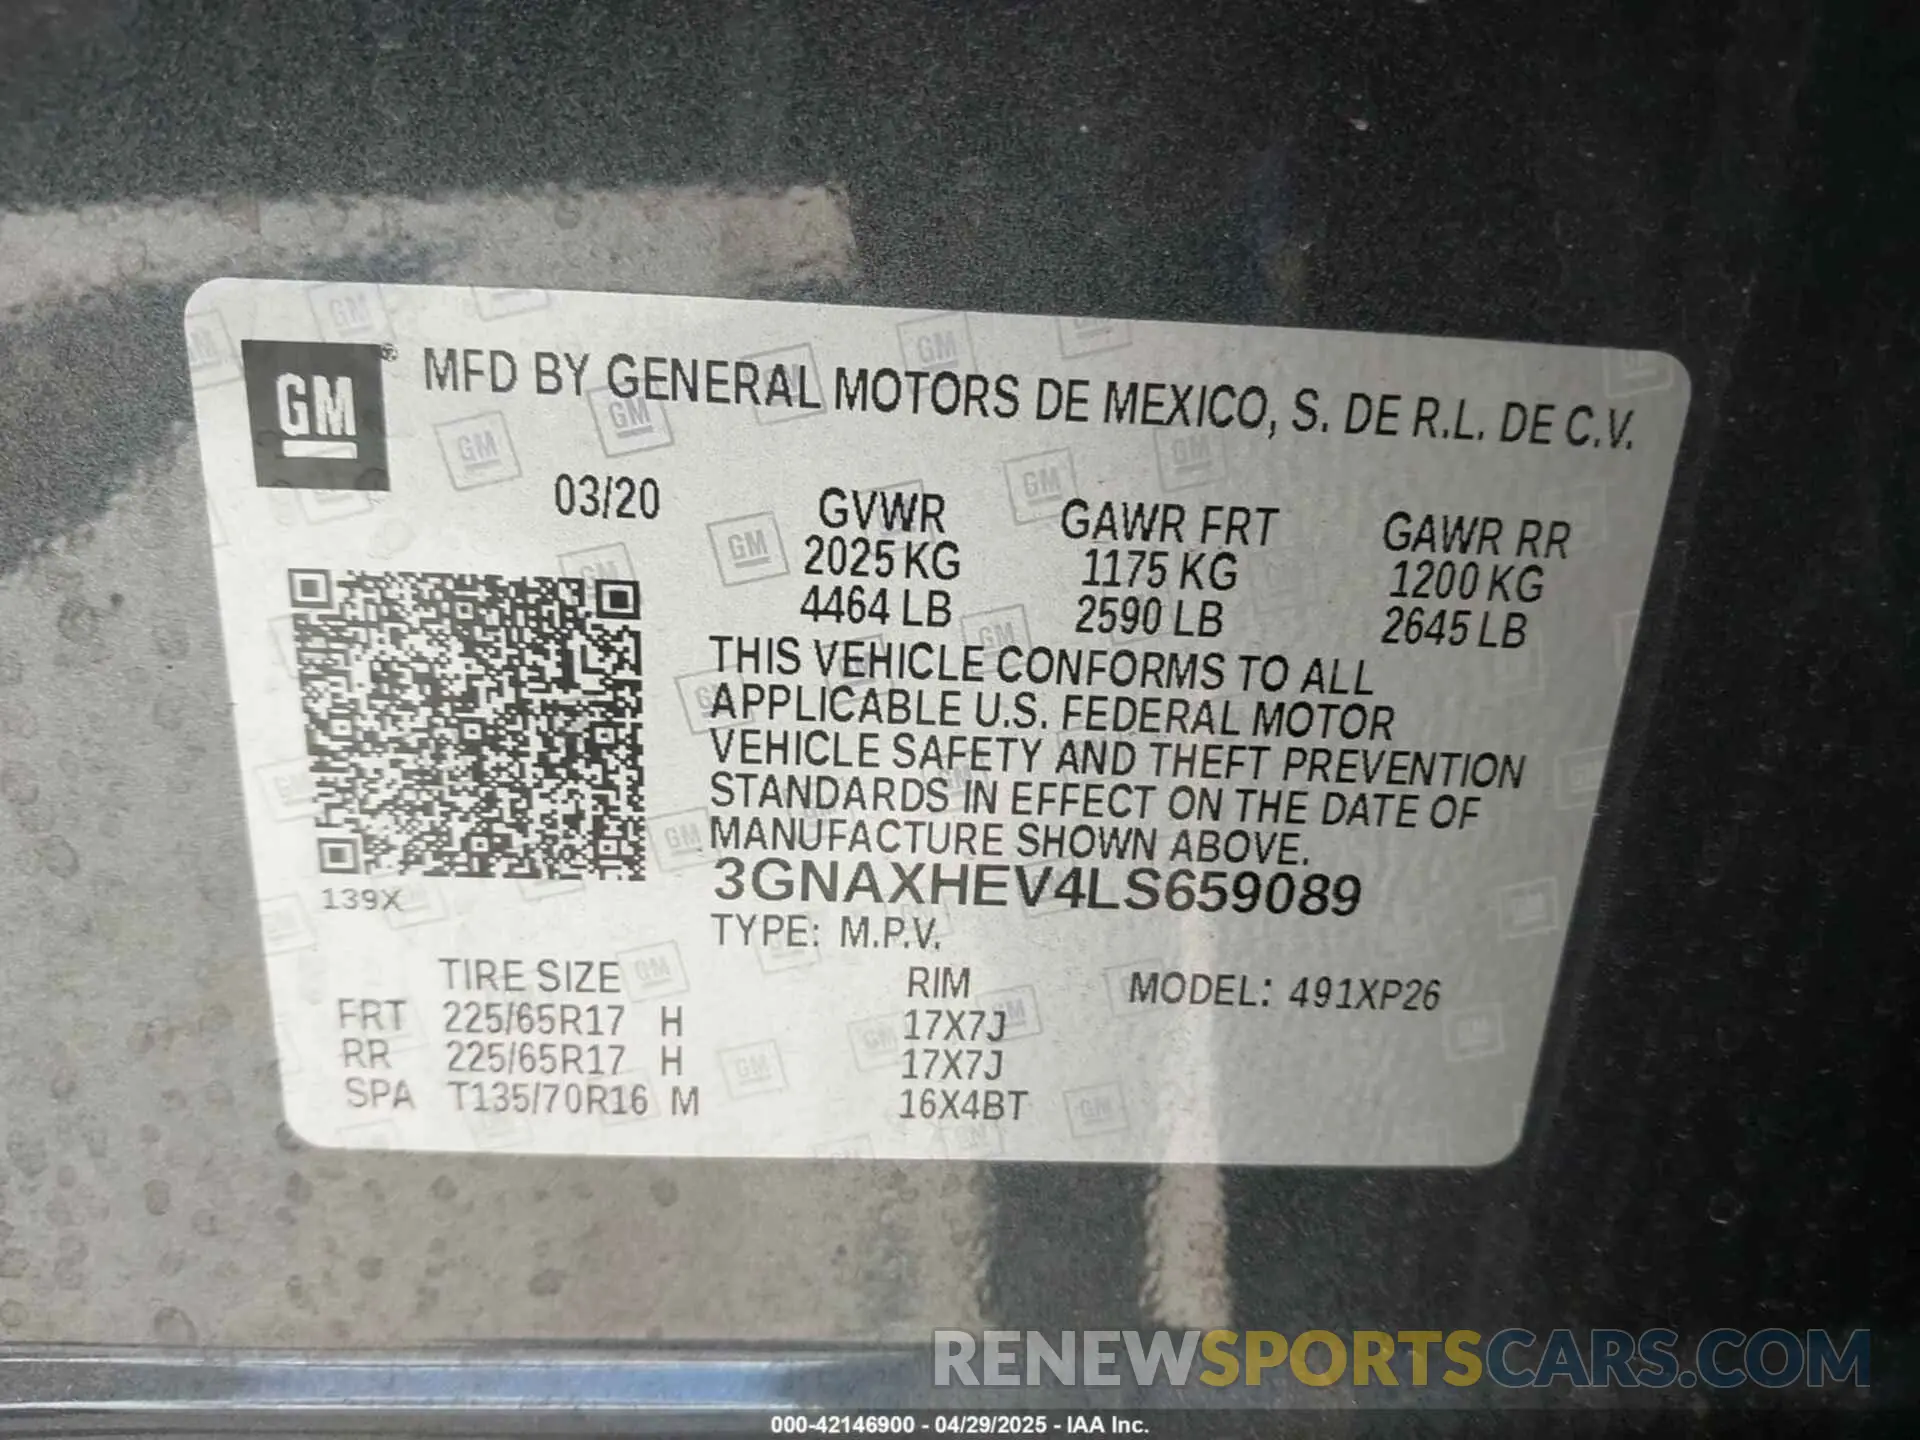 GM® MFD BY GENERAL MOTORS DE MEXICO, S. DE R.L. DE C.V.
03/20 GVWR GAWR FRT GAWR RR
2025 KG 1175 KG 1200 KG
4464 LB 2590 LB 2645 LB
THIS VEHICLE CONFORMS TO ALL
APPLICABLE U.S. FEDERAL MOTOR
VEHICLE SAFETY AND THEFT PREVENTION
STANDARDS IN EFFECT ON THE DATE OF
MANUFACTURE SHOWN ABOVE.
139X 3GNAXHEV4LS659089
TYPE: M.P.V.
TIRE SIZE RIM MODEL: 491XP26
FRT 225/65R17 H 17X7J
RR 225/65R17 H 17X7J
SPA T135/70R16 M 16X4BT
RENEWSPORTSCARS.COM
000-42146900 - 04/29/2025 - IAA Inc.